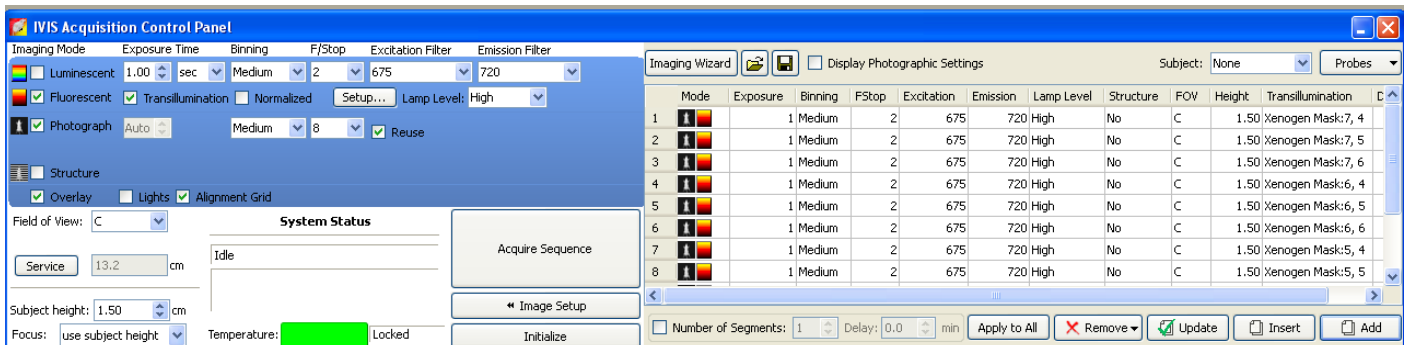 IVIS Acquisition Control Panel
Imaging Mode Exposure Time Binning F/Stop Excitation Filter Emission Filter
Luminescent 1.00 sec Medium 2 675 720
Fluorescent Transillumination Normalized Setup... Lamp Level: High
Photograph Auto Medium 8 Reuse
Structure
Overlay Lights Alignment Grid
Field of View: C System Status
Idle
Service 13.2 cm
Subject height: 1.50 cm
Focus: use subject height Temperature: Locked
Acquire Sequence
Image Setup
Initialize
Imaging Wizard Display Photographic Settings Subject: None Probes
Mode Exposure Binning FStop Excitation Emission Lamp Level Structure FOV Height Transillumination
1 1 Medium 2 675 720 High No C 1.50 Xenogen Mask:7, 4
2 1 Medium 2 675 720 High No C 1.50 Xenogen Mask:7, 5
3 1 Medium 2 675 720 High No C 1.50 Xenogen Mask:7, 6
4 1 Medium 2 675 720 High No C 1.50 Xenogen Mask:6, 4
5 1 Medium 2 675 720 High No C 1.50 Xenogen Mask:6, 5
6 1 Medium 2 675 720 High No C 1.50 Xenogen Mask:6, 6
7 1 Medium 2 675 720 High No C 1.50 Xenogen Mask:5, 4
8 1 Medium 2 675 720 High No C 1.50 Xenogen Mask:5, 5
Number of Segments: 1 Delay: 0.0 min Apply to All Remove Update Insert Add